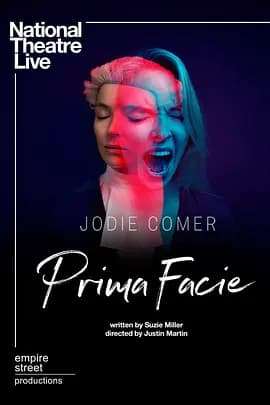 National
Theatre
Live
JODIE COMER
Prima Facie
written by Suzie Miller
directed by Justin Martin
empire
street
productions